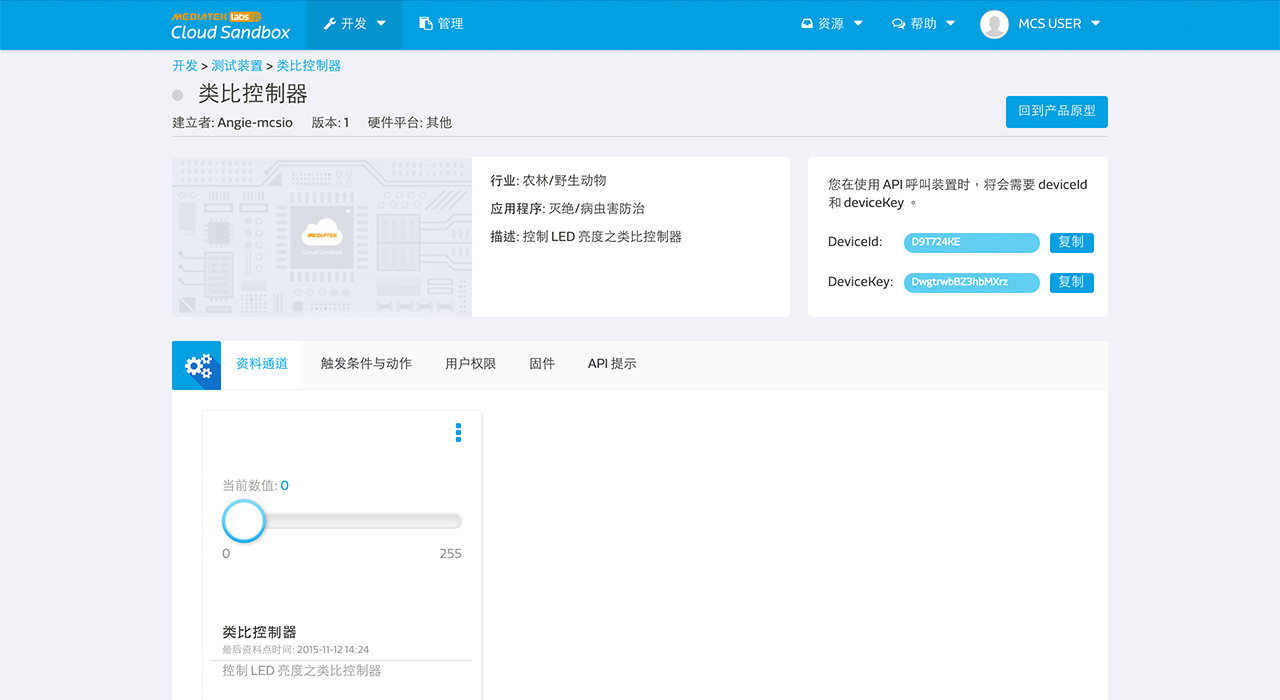 MEDIATEK labs
Cloud Sandbox
开发
管理
资源
帮助
MCS USER
开发 > 测试装置 > 类比控制器
类比控制器
建立者: Angie-mcsio 版本: 1 硬件平台: 其他
回到产品原型
MEDIATEK
Cloud Sandbox
行业: 农林/野生动物
应用程序: 灭绝/病虫害防治
描述: 控制 LED 亮度之类比控制器
您在使用 API 呼叫装置时，将会需要 deviceId
和 deviceKey 。
DeviceId: D9T724KE 复制
DeviceKey: DwgtrwbBZ3hbMXrz 复制
资料通道 触发条件与动作 用户权限 固件 API 提示
当前数值: 0
0 255
类比控制器
最后资料点时间: 2015-11-12 14:24
控制 LED 亮度之类比控制器